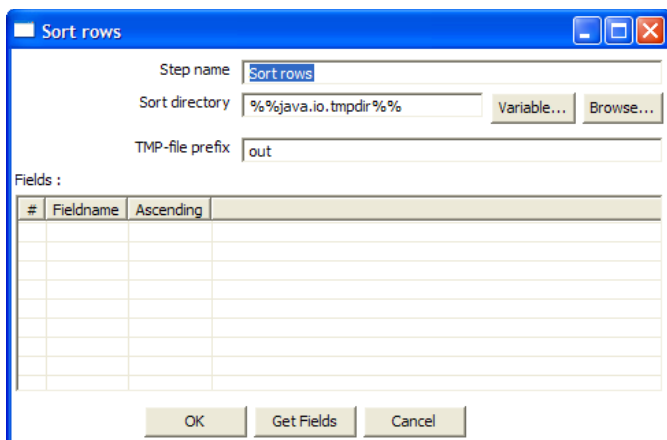 Sort rows
Step name Sort rows
Sort directory %%java.io.tmpdir%% Variable... Browse...
TMP-file prefix out
Fields :
# Fieldname Ascending
OK Get Fields Cancel